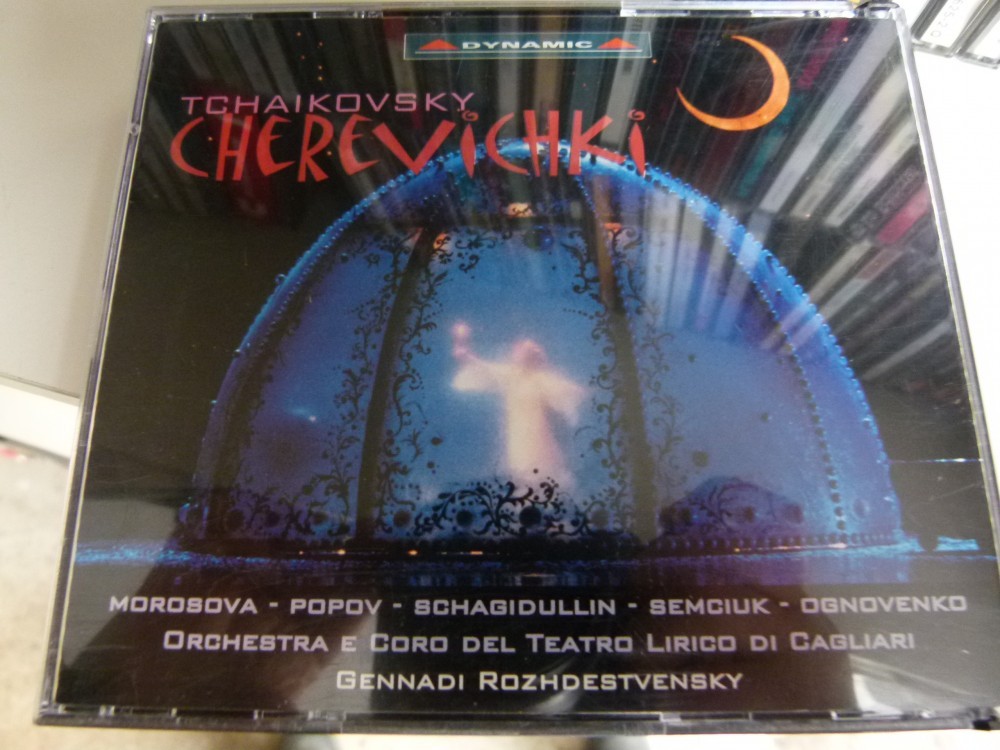 DYNAMIC
TCHAIKOVSKY
CHEREVICHKI
MOROSOVA - POPOV - SCHAGIDULLIN - SEMCIUK - OGNOVENKO
ORCHESTRA E CORO DEL TEATRO LIRICO DI CAGLIARI
GENNADI ROZHDESTVENSKY